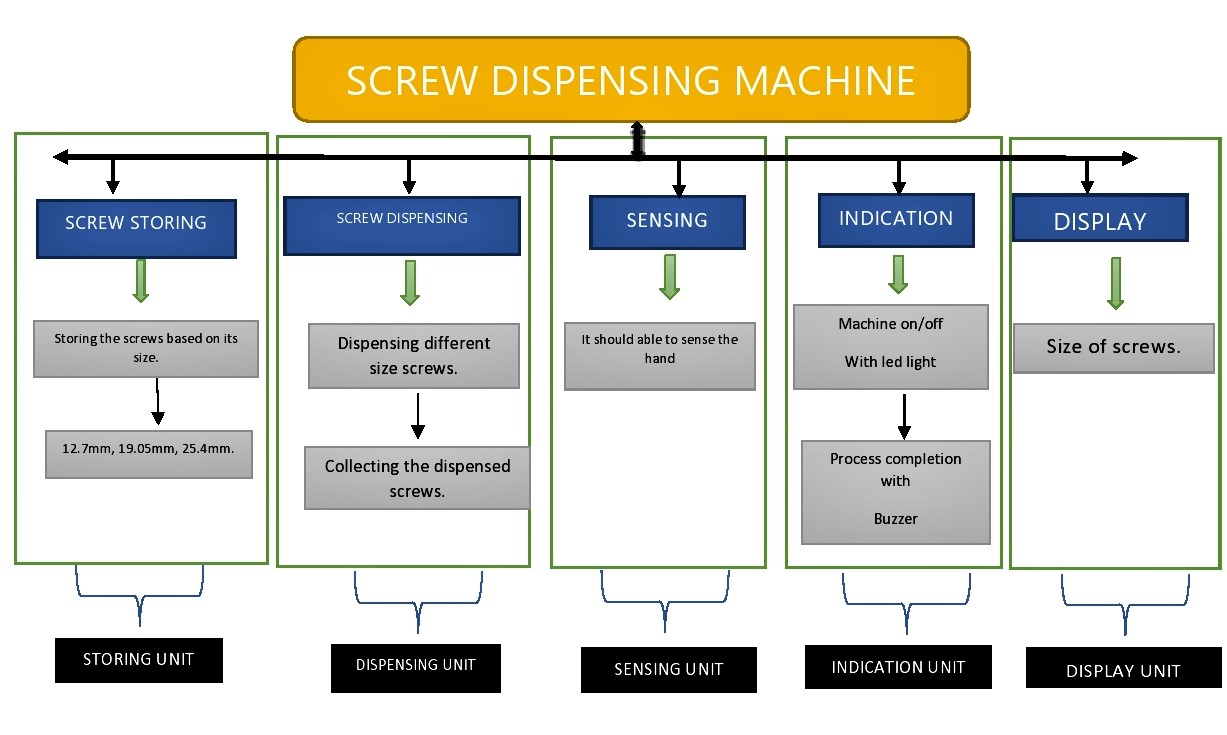 SCREW DISPENSING MACHINE
SCREW STORING
SCREW DISPENSING
SENSING
INDICATION
DISPLAY
Storing the screws based on its
size.
12.7mm, 19.05mm, 25.4mm.
Dispensing different
size screws.
Collecting the dispensed
screws.
It should able to sense the
hand
Machine on/off
With led light
Process completion
with
Buzzer
Size of screws.
STORING UNIT
DISPENSING UNIT
SENSING UNIT
INDICATION UNIT
DISPLAY UNIT